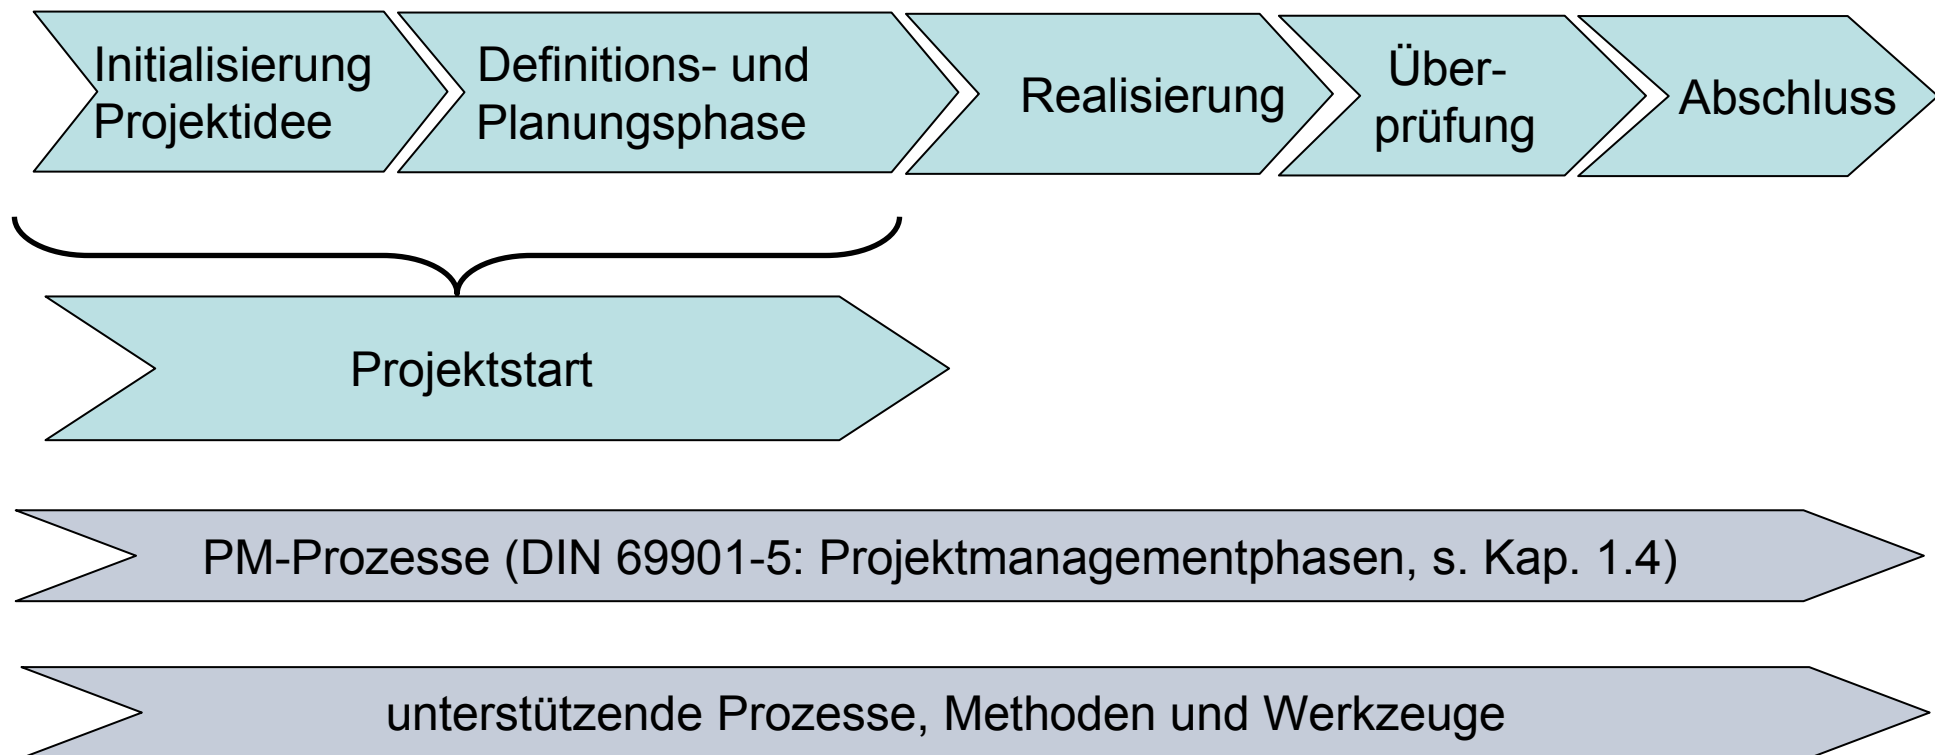 Initialisierung
Projektidee
Definitions- und
Planungsphase
Realisierung
Über-
prüfung
Abschluss
Projektstart
PM-Prozesse (DIN 69901-5: Projektmanagementphasen, s. Kap. 1.4)
unterstützende Prozesse, Methoden und Werkzeuge